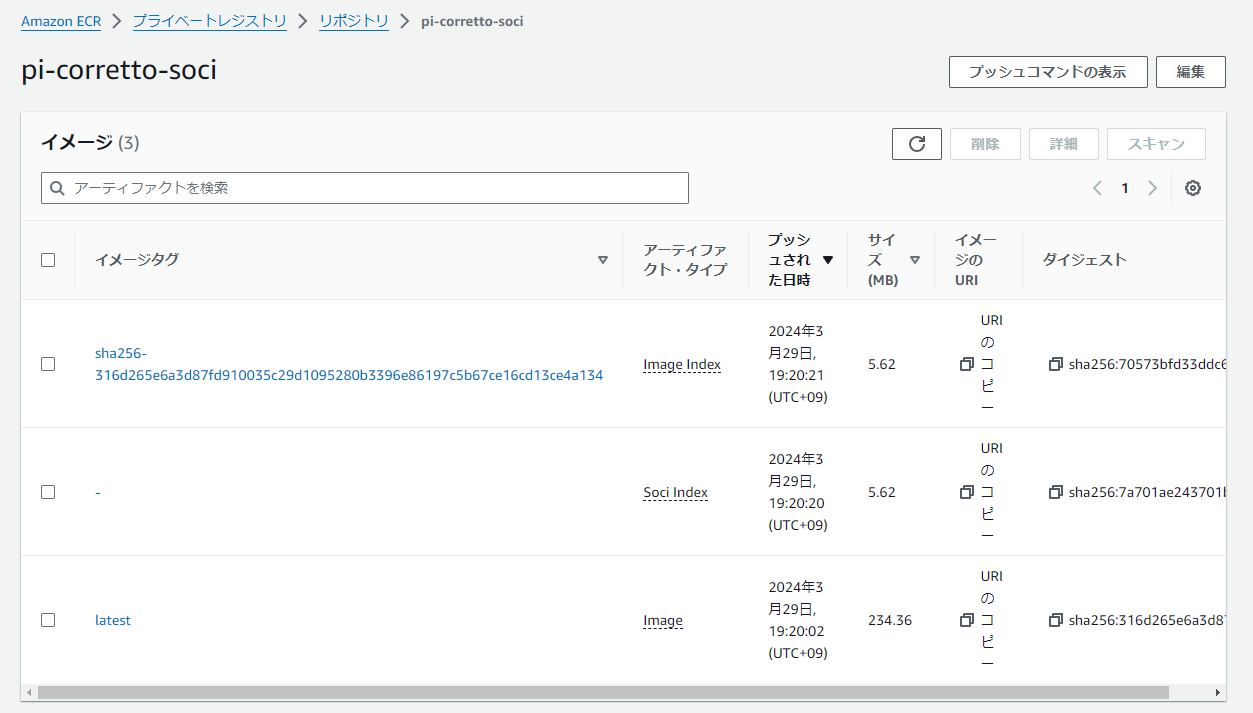 Amazon ECR > プライベートレジストリ > リポジトリ > pi-corretto-soci
pi-corretto-soci
プッシュコマンドの表示
編集
イメージ (3)
削除
詳細
スキャン
アーティファクトを検索
1
イメージタグ
アーティファ
クト・タイプ
プッシ
ュされ
た日時
サイ
ズ
(MB)
イメー
ジの
URI
ダイジェスト
sha256-
316d265e6a3d87fd910035c29d1095280b3396e86197c5b67ce16cd13ce4a134
Image Index
2024年3
月29日,
19:20:21
(UTC+09)
5.62
URI
の
コ
ピ
ー
sha256:70573bfd33ddc6
-
Soci Index
2024年3
月29日,
19:20:20
(UTC+09)
5.62
URI
の
コ
ピ
ー
sha256:7a701ae243701
latest
Image
2024年3
月29日,
19:20:02
(UTC+09)
234.36
URI
の
コ
ピ
ー
sha256:316d265e6a3d8